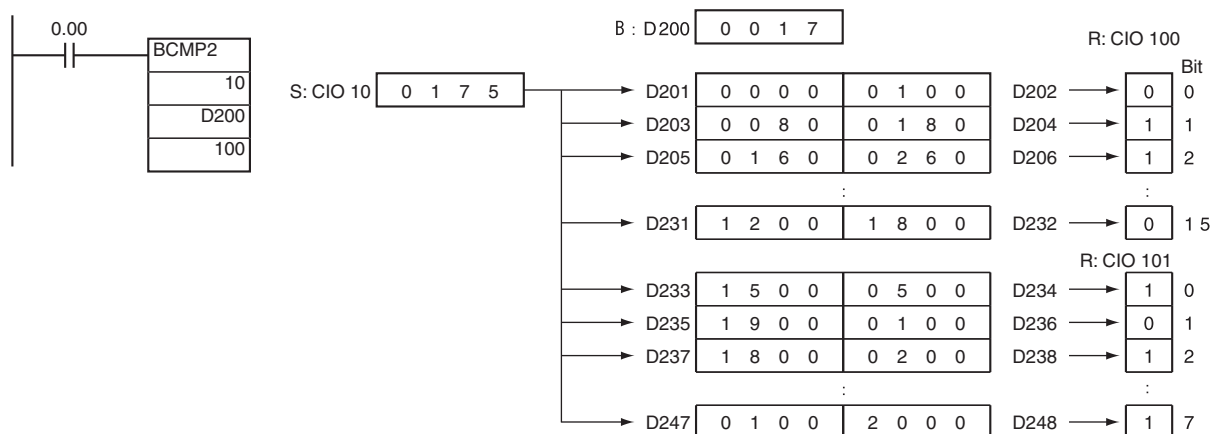 0.00
BCMP2
10
D200
100
B : D200 0 0 1 7
R: CIO 100
Bit
S: CIO 10 0 1 7 5
D201 0 0 0 0 0 1 0 0 D202 0 0
D203 0 0 8 0 0 1 8 0 D204 1 1
D205 0 1 6 0 0 2 6 0 D206 1 2
: :
D231 1 2 0 0 1 8 0 0 D232 0 1 5
R: CIO 101
D233 1 5 0 0 0 5 0 0 D234 1 0
D235 1 9 0 0 0 1 0 0 D236 0 1
D237 1 8 0 0 0 2 0 0 D238 1 2
: :
D247 0 1 0 0 2 0 0 0 D248 1 7